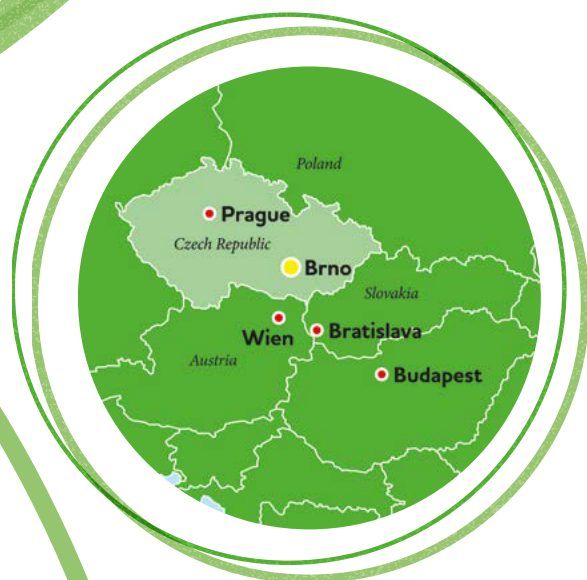 Poland
Prague
Czech Republic
Brno
Slovakia
Wien
Bratislava
Austria
Budapest